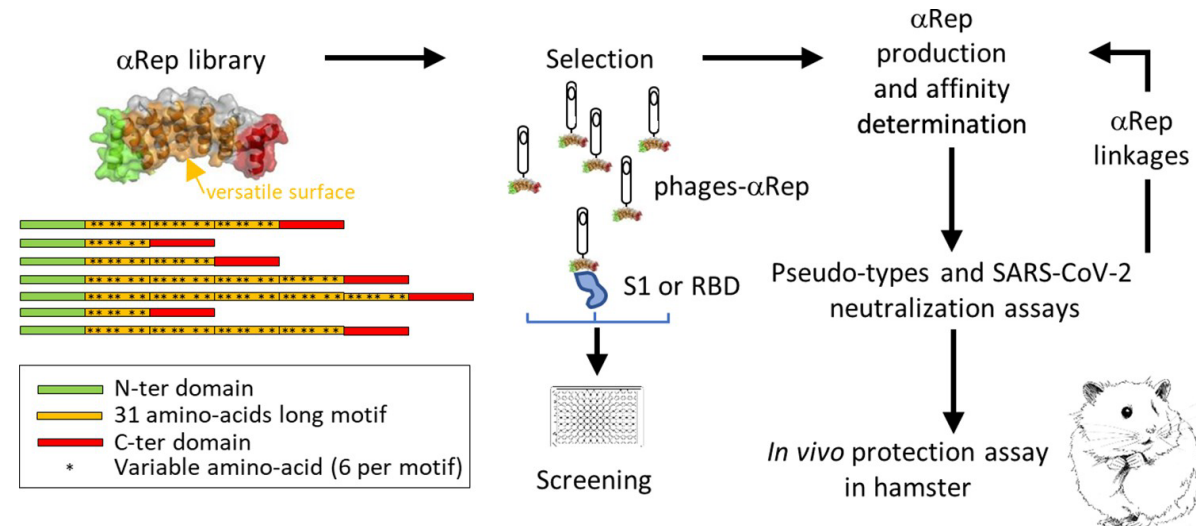 αRep library
versatile surface
N-ter domain
31 amino-acids long motif
C-ter domain
* Variable amino-acid (6 per motif)
Selection
phages-αRep
S1 or RBD
Screening
αRep
production
and affinity
determination
αRep
linkages
Pseudo-types and SARS-CoV-2
neutralization assays
In vivo protection assay
in hamster